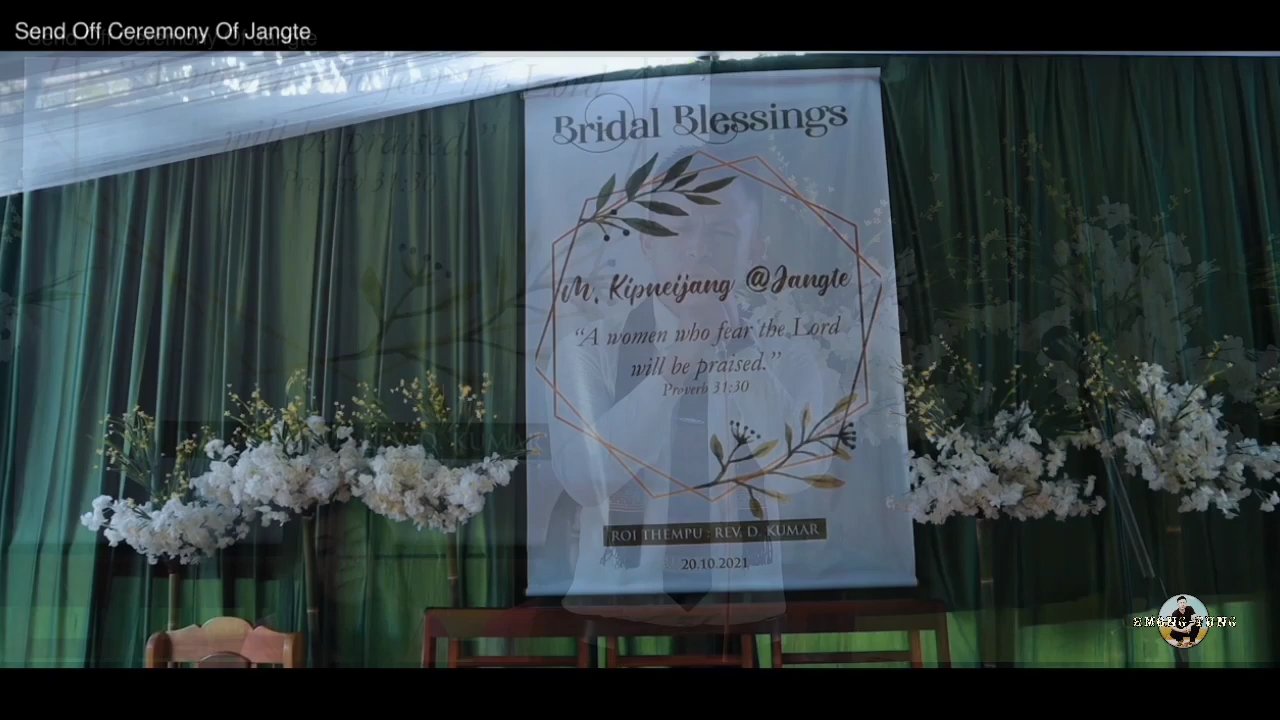 Send Off Ceremony Of Jangte
Bridal Blessings
M. Kipneijang @Jangte
“A women who fear the Lord
will be praised.”
Proverb 31:30
ROI THEMPU : REV. D. KUMAR
20.10.2021